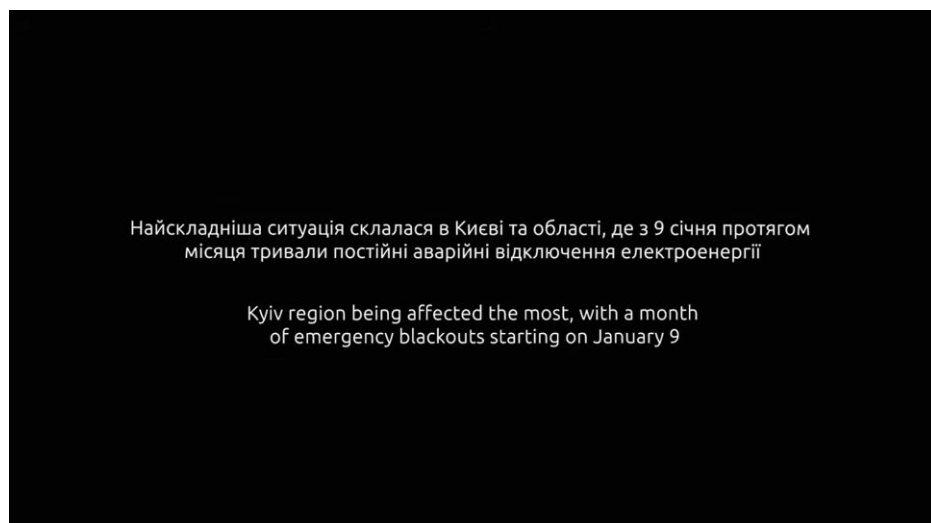 Найскладніша ситуація склалася в Києві та області, де з 9 січня протягом
місяця тривали постійні аварійні відключення електроенергії
Kyiv region being affected the most, with a month
of emergency blackouts starting on January 9